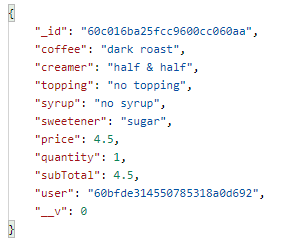 {
"_id": "60c016ba25fcc9600cc060aa",
"coffee": "dark roast",
"creamer": "half & half",
"topping": "no topping",
"syrup": "no syrup",
"sweetener": "sugar",
"price": 4.5,
"quantity": 1,
"subTotal": 4.5,
"user": "60bfde314550785318a0d692",
"__v": 0
}